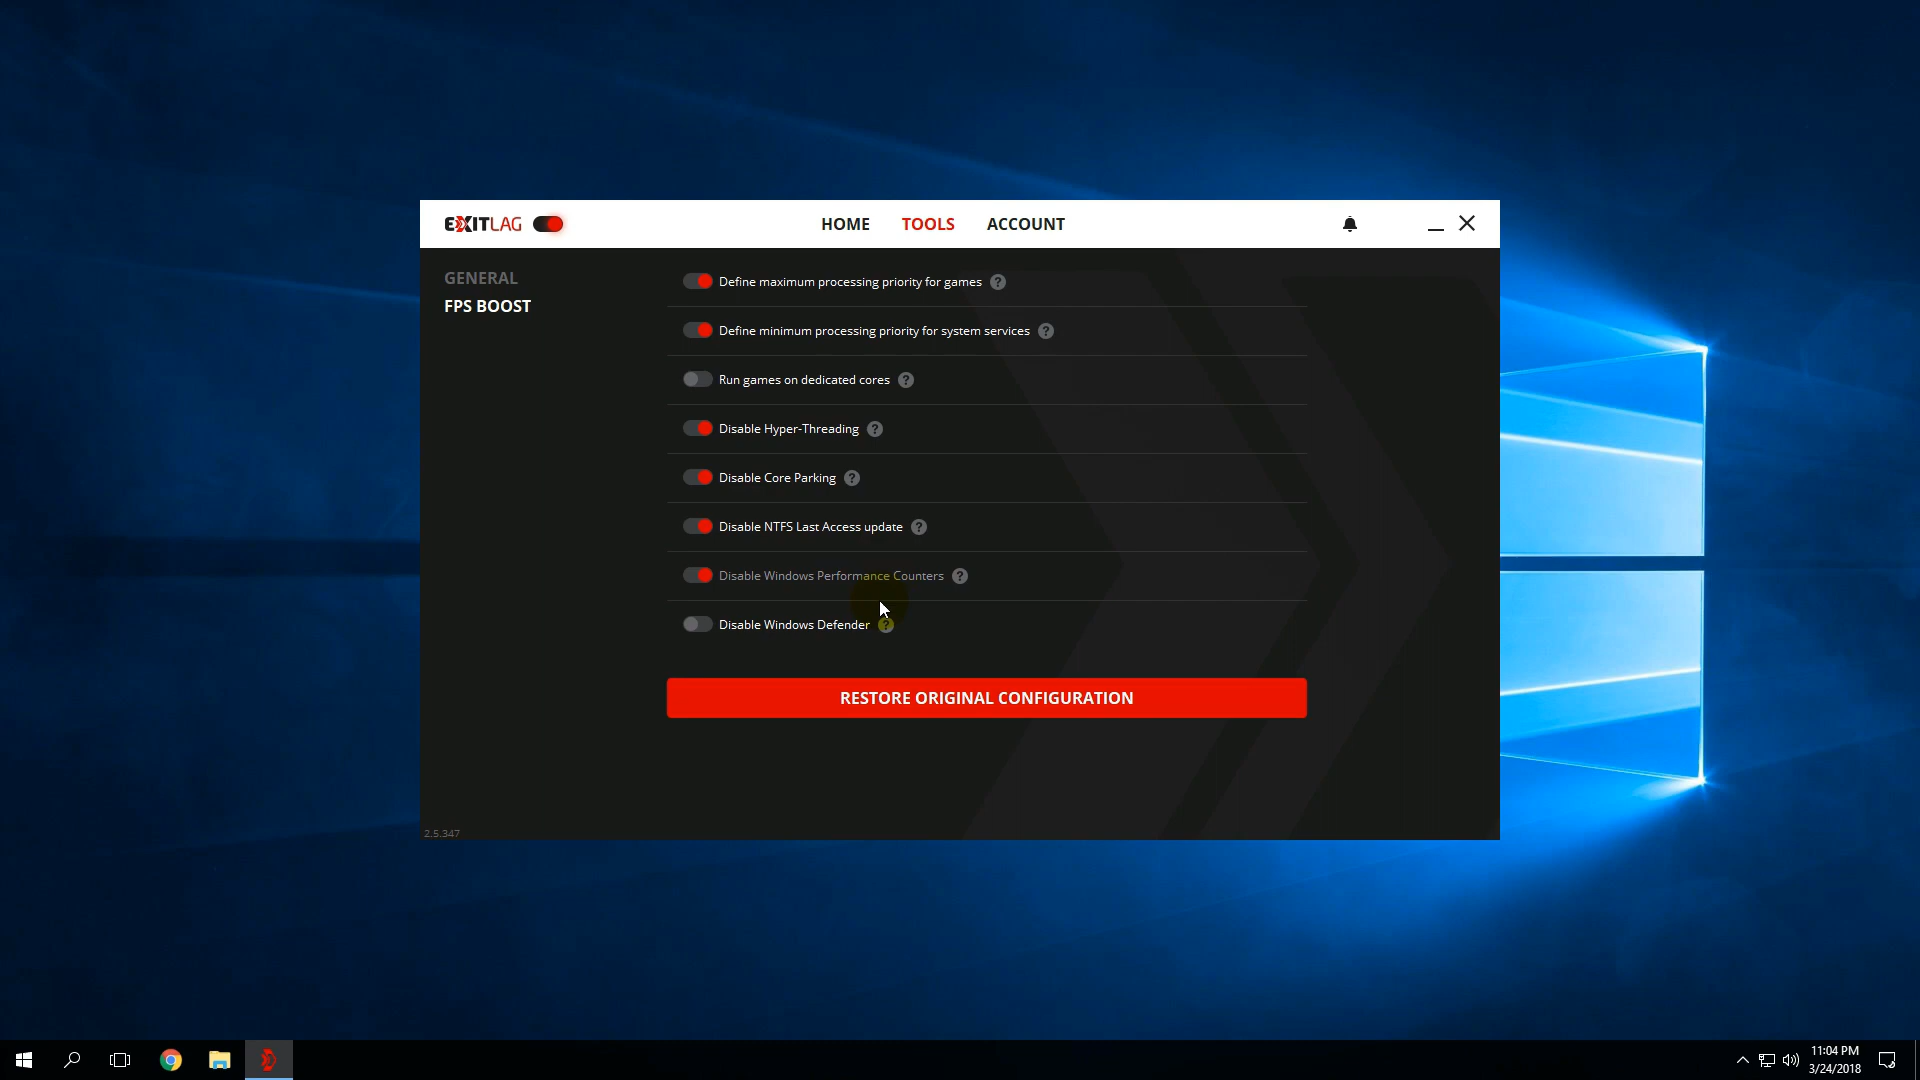 EXITLAG
HOME TOOLS ACCOUNT
GENERAL
FPS BOOST
Define maximum processing priority for games ?
Define minimum processing priority for system services ?
Run games on dedicated cores ?
Disable Hyper-Threading ?
Disable Core Parking ?
Disable NTFS Last Access update ?
Disable Windows Performance Counters ?
Disable Windows Defender ?
RESTORE ORIGINAL CONFIGURATION
2.5.347
11:04 PM
3/24/2018